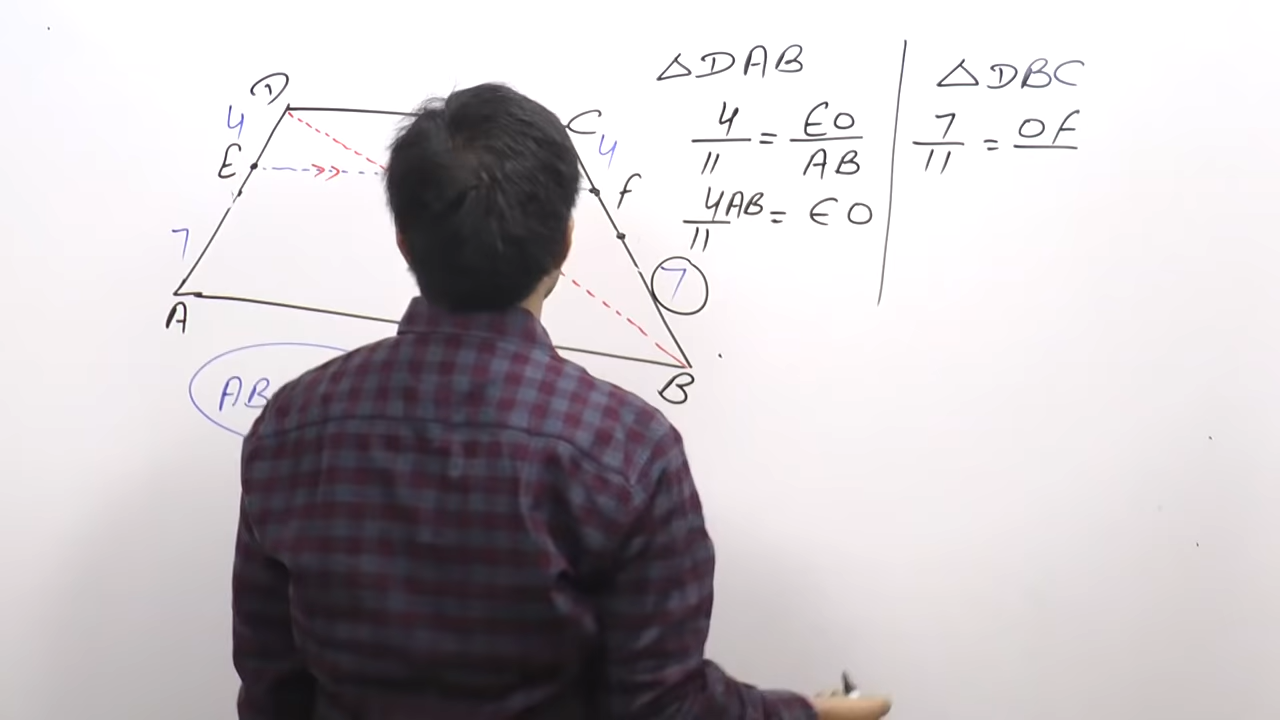 D
4
E
7
A
C
4
F
7
B
AB
△DAB
4/11 = EO/AB
4AB/11 = EO
△DBC
7/11 = OF